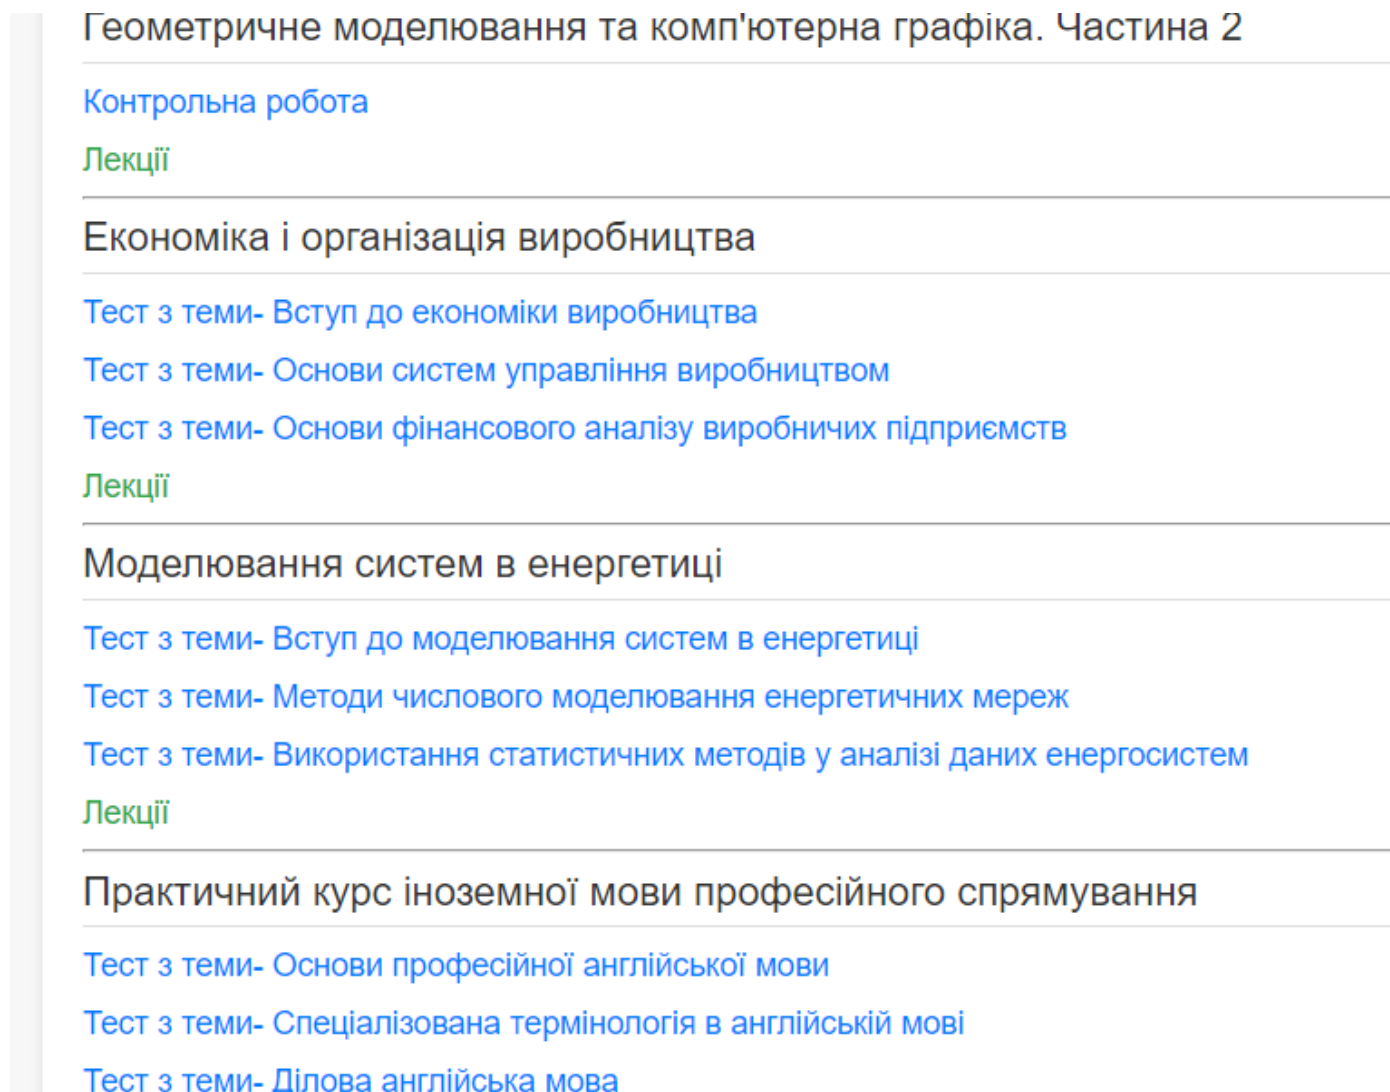 Геометричне моделювання та комп'ютерна графіка. Частина 2
Контрольна робота
Лекції
Економіка і організація виробництва
Тест з теми- Вступ до економіки виробництва
Тест з теми- Основи систем управління виробництвом
Тест з теми- Основи фінансового аналізу виробничих підприємств
Лекції
Моделювання систем в енергетиці
Тест з теми- Вступ до моделювання систем в енергетиці
Тест з теми- Методи числового моделювання енергетичних мереж
Тест з теми- Використання статистичних методів у аналізі даних енергосистем
Лекції
Практичний курс іноземної мови професійного спрямування
Тест з теми- Основи професійної англійської мови
Тест з теми- Спеціалізована термінологія в англійській мові
Тест з теми- Ділова англійська мова